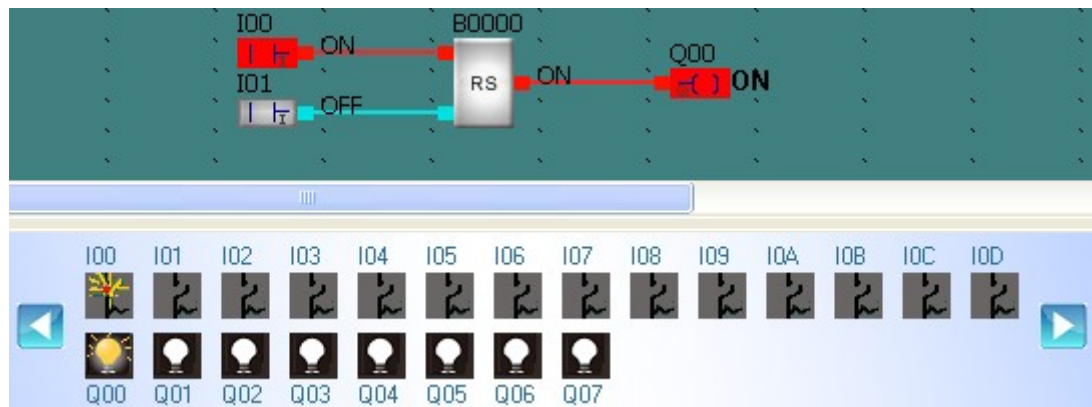 I00 B0000
ON
Q00
I01 RS ON ON
OFF
I00 I01 I02 I03 I04 I05 I06 I07 I08 I09 I0A I0B I0C I0D
Q00 Q01 Q02 Q03 Q04 Q05 Q06 Q07